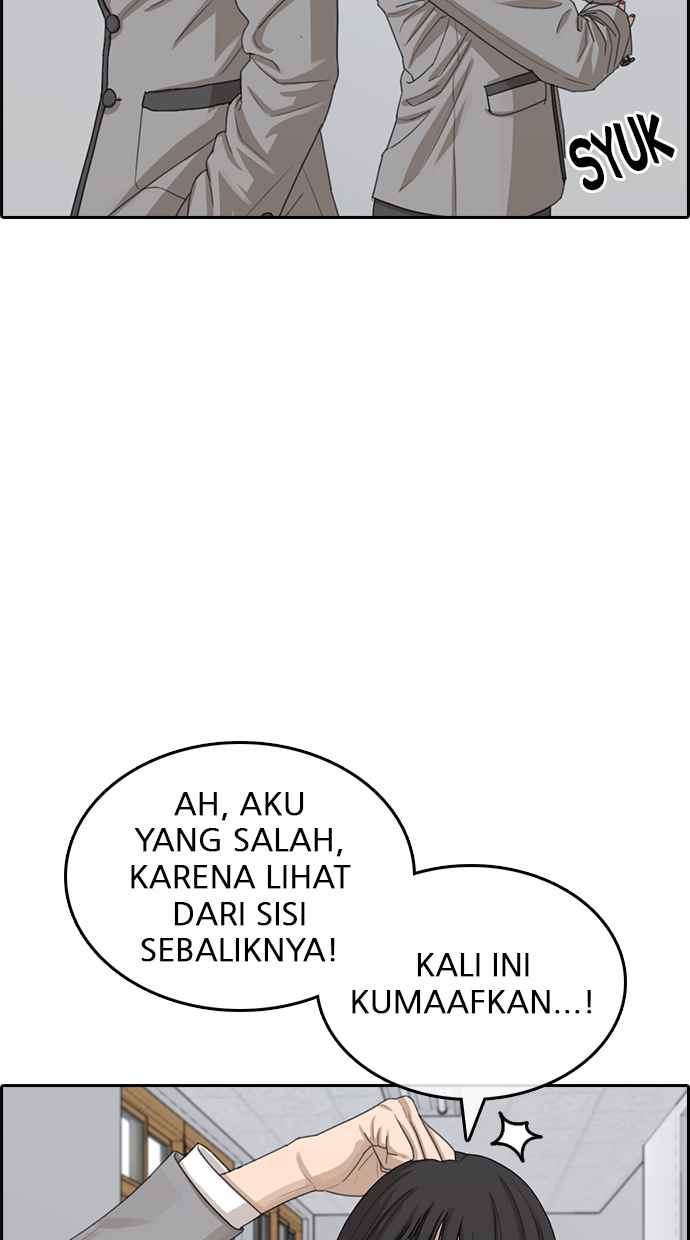 SYUK
AH, AKU
YANG SALAH,
KARENA LIHAT
DARI SISI
SEBALIKNYA!
KALI INI
KUMAAFKAN...!